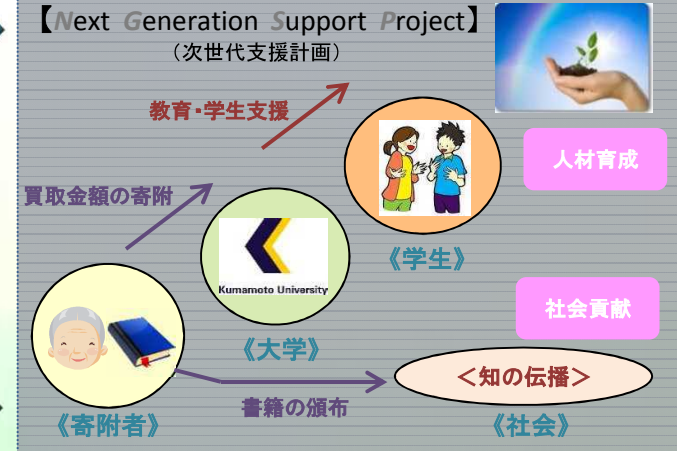 【Next Generation Support Project】
（次世代支援計画）
教育・学生支援
人材育成
買取金額の寄附
Kumamoto University
《学生》
社会貢献
《大学》
＜知の伝播＞
書籍の頒布
《寄附者》
《社会》